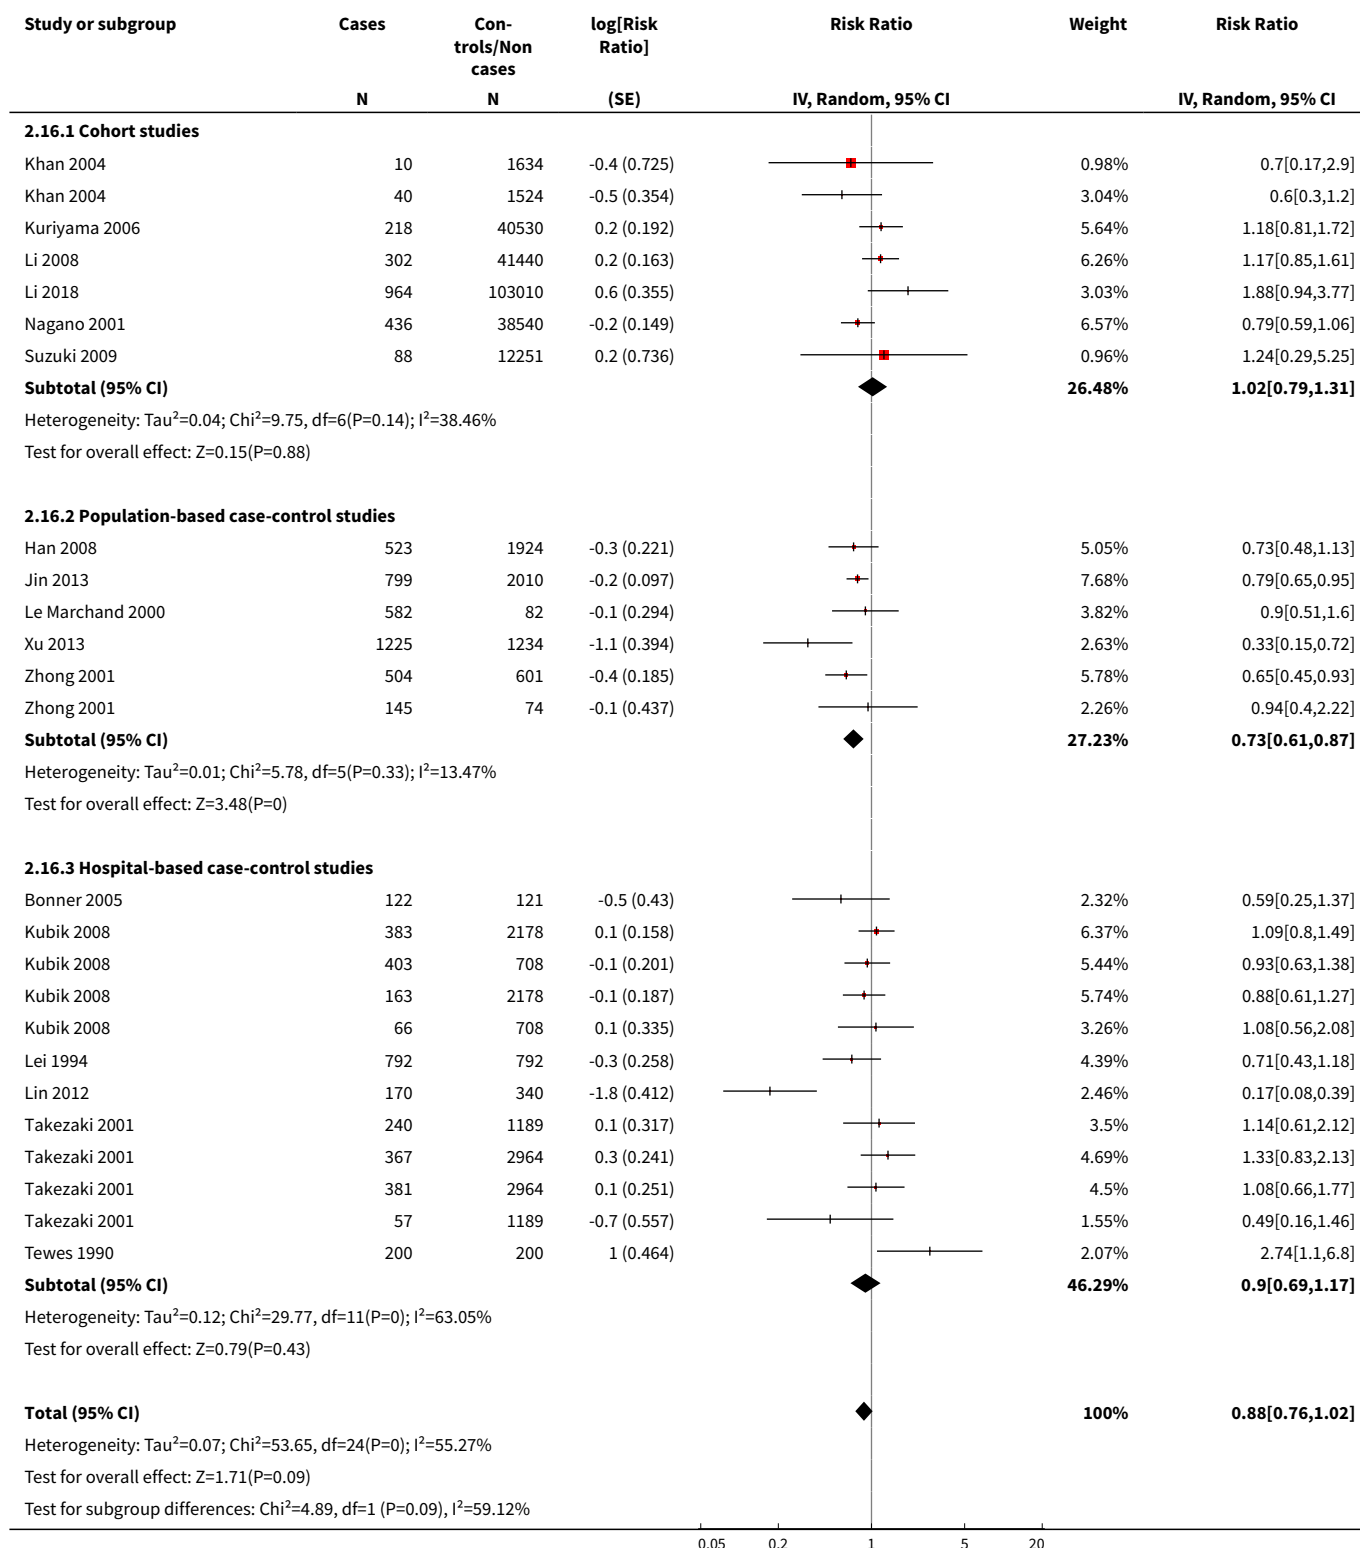 Study or subgroup Cases Con- log[Risk Risk Ratio Weight Risk Ratio
trols/Non Ratio]
cases
N N (SE) IV, Random, 95% CI IV, Random, 95% CI
2.16.1 Cohort studies
Khan 2004 10 1634 -0.4 (0.725) 0.98% 0.7[0.17,2.9]
Khan 2004 40 1524 -0.5 (0.354) 3.04% 0.6[0.3,1.2]
Kuriyama 2006 218 40530 0.2 (0.192) 5.64% 1.18[0.81,1.72]
Li 2008 302 41440 0.2 (0.163) 6.26% 1.17[0.85,1.61]
Li 2018 964 103010 0.6 (0.355) 3.03% 1.88[0.94,3.77]
Nagano 2001 436 38540 -0.2 (0.149) 6.57% 0.79[0.59,1.06]
Suzuki 2009 88 12251 0.2 (0.736) 0.96% 1.24[0.29,5.25]
Subtotal (95% CI) 26.48% 1.02[0.79,1.31]
Heterogeneity: Tau²=0.04; Chi²=9.75, df=6(P=0.14); I²=38.46%
Test for overall effect: Z=0.15(P=0.88)
2.16.2 Population-based case-control studies
Han 2008 523 1924 -0.3 (0.221) 5.05% 0.73[0.48,1.13]
Jin 2013 799 2010 -0.2 (0.097) 7.68% 0.79[0.65,0.95]
Le Marchand 2000 582 82 -0.1 (0.294) 3.82% 0.9[0.51,1.6]
Xu 2013 1225 1234 -1.1 (0.394) 2.63% 0.33[0.15,0.72]
Zhong 2001 504 601 -0.4 (0.185) 5.78% 0.65[0.45,0.93]
Zhong 2001 145 74 -0.1 (0.437) 2.26% 0.94[0.4,2.22]
Subtotal (95% CI) 27.23% 0.73[0.61,0.87]
Heterogeneity: Tau²=0.01; Chi²=5.78, df=5(P=0.33); I²=13.47%
Test for overall effect: Z=3.48(P=0)
2.16.3 Hospital-based case-control studies
Bonner 2005 122 121 -0.5 (0.43) 2.32% 0.59[0.25,1.37]
Kubik 2008 383 2178 0.1 (0.158) 6.37% 1.09[0.8,1.49]
Kubik 2008 403 708 -0.1 (0.201) 5.44% 0.93[0.63,1.38]
Kubik 2008 163 2178 -0.1 (0.187) 5.74% 0.88[0.61,1.27]
Kubik 2008 66 708 0.1 (0.335) 3.26% 1.08[0.56,2.08]
Lei 1994 792 792 -0.3 (0.258) 4.39% 0.71[0.43,1.18]
Lin 2012 170 340 -1.8 (0.412) 2.46% 0.17[0.08,0.39]
Takezaki 2001 240 1189 0.1 (0.317) 3.5% 1.14[0.61,2.12]
Takezaki 2001 367 2964 0.3 (0.241) 4.69% 1.33[0.83,2.13]
Takezaki 2001 381 2964 0.1 (0.251) 4.5% 1.08[0.66,1.77]
Takezaki 2001 57 1189 -0.7 (0.557) 1.55% 0.49[0.16,1.46]
Tewes 1990 200 200 1 (0.464) 2.07% 2.74[1.1,6.8]
Subtotal (95% CI) 46.29% 0.9[0.69,1.17]
Heterogeneity: Tau²=0.12; Chi²=29.77, df=11(P=0); I²=63.05%
Test for overall effect: Z=0.79(P=0.43)
Total (95% CI) 100% 0.88[0.76,1.02]
Heterogeneity: Tau²=0.07; Chi²=53.65, df=24(P=0); I²=55.27%
Test for overall effect: Z=1.71(P=0.09)
Test for subgroup differences: Chi²=4.89, df=1 (P=0.09), I²=59.12%
0.05 0.2 1 5 20